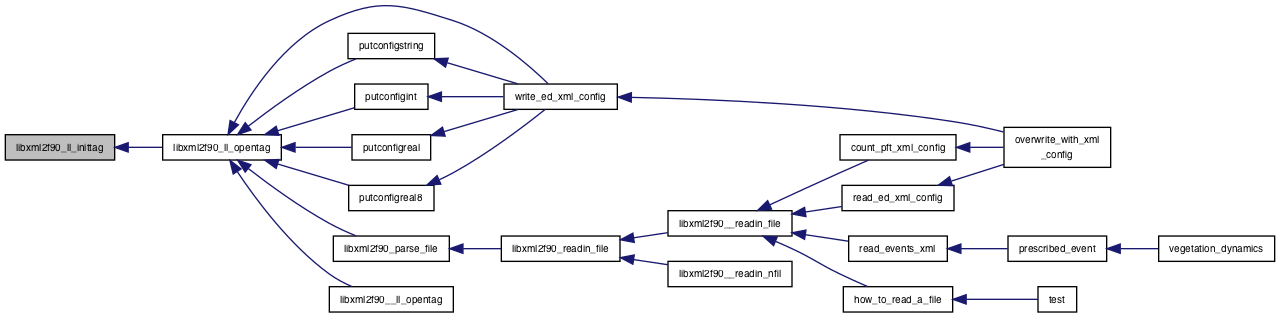 libxml2f90_ll_inittag
libxml2f90_ll_opentag
putconfigstring
putconfigint
putconfigreal
putconfigreal8
libxml2f90_parse_file
libxml2f90__ll_opentag
write_ed_xml_config
libxml2f90_readin_file
libxml2f90__readin_file
libxml2f90__readin_nfil
count_pft_xml_config
read_ed_xml_config
read_events_xml
how_to_read_a_file
overwrite_with_xml
_config
prescribed_event
test
vegetation_dynamics